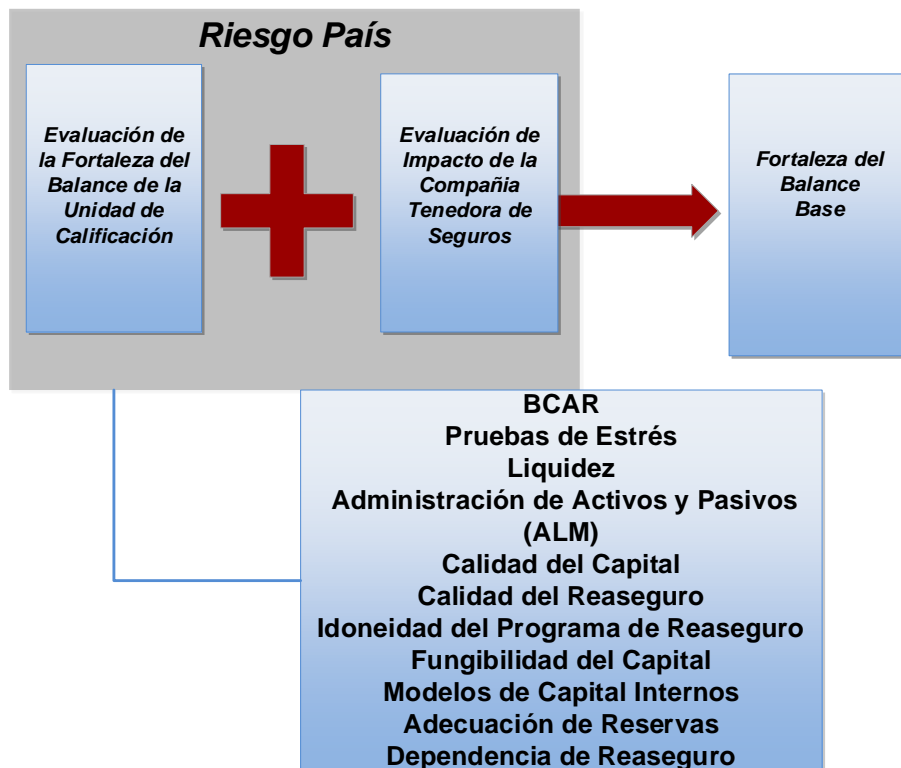 Riesgo País
Evaluación de
la Fortaleza del
Balance de la
Unidad de
Calificación
Evaluación de
Impacto de la
Compañia
Tenedora de
Seguros
Fortaleza del
Balance
Base
BCAR
Pruebas de Estrés
Liquidez
Administración de Activos y Pasivos
(ALM)
Calidad del Capital
Calidad del Reaseguro
Idoneidad del Programa de Reaseguro
Fungibilidad del Capital
Modelos de Capital Internos
Adecuación de Reservas
Dependencia de Reaseguro